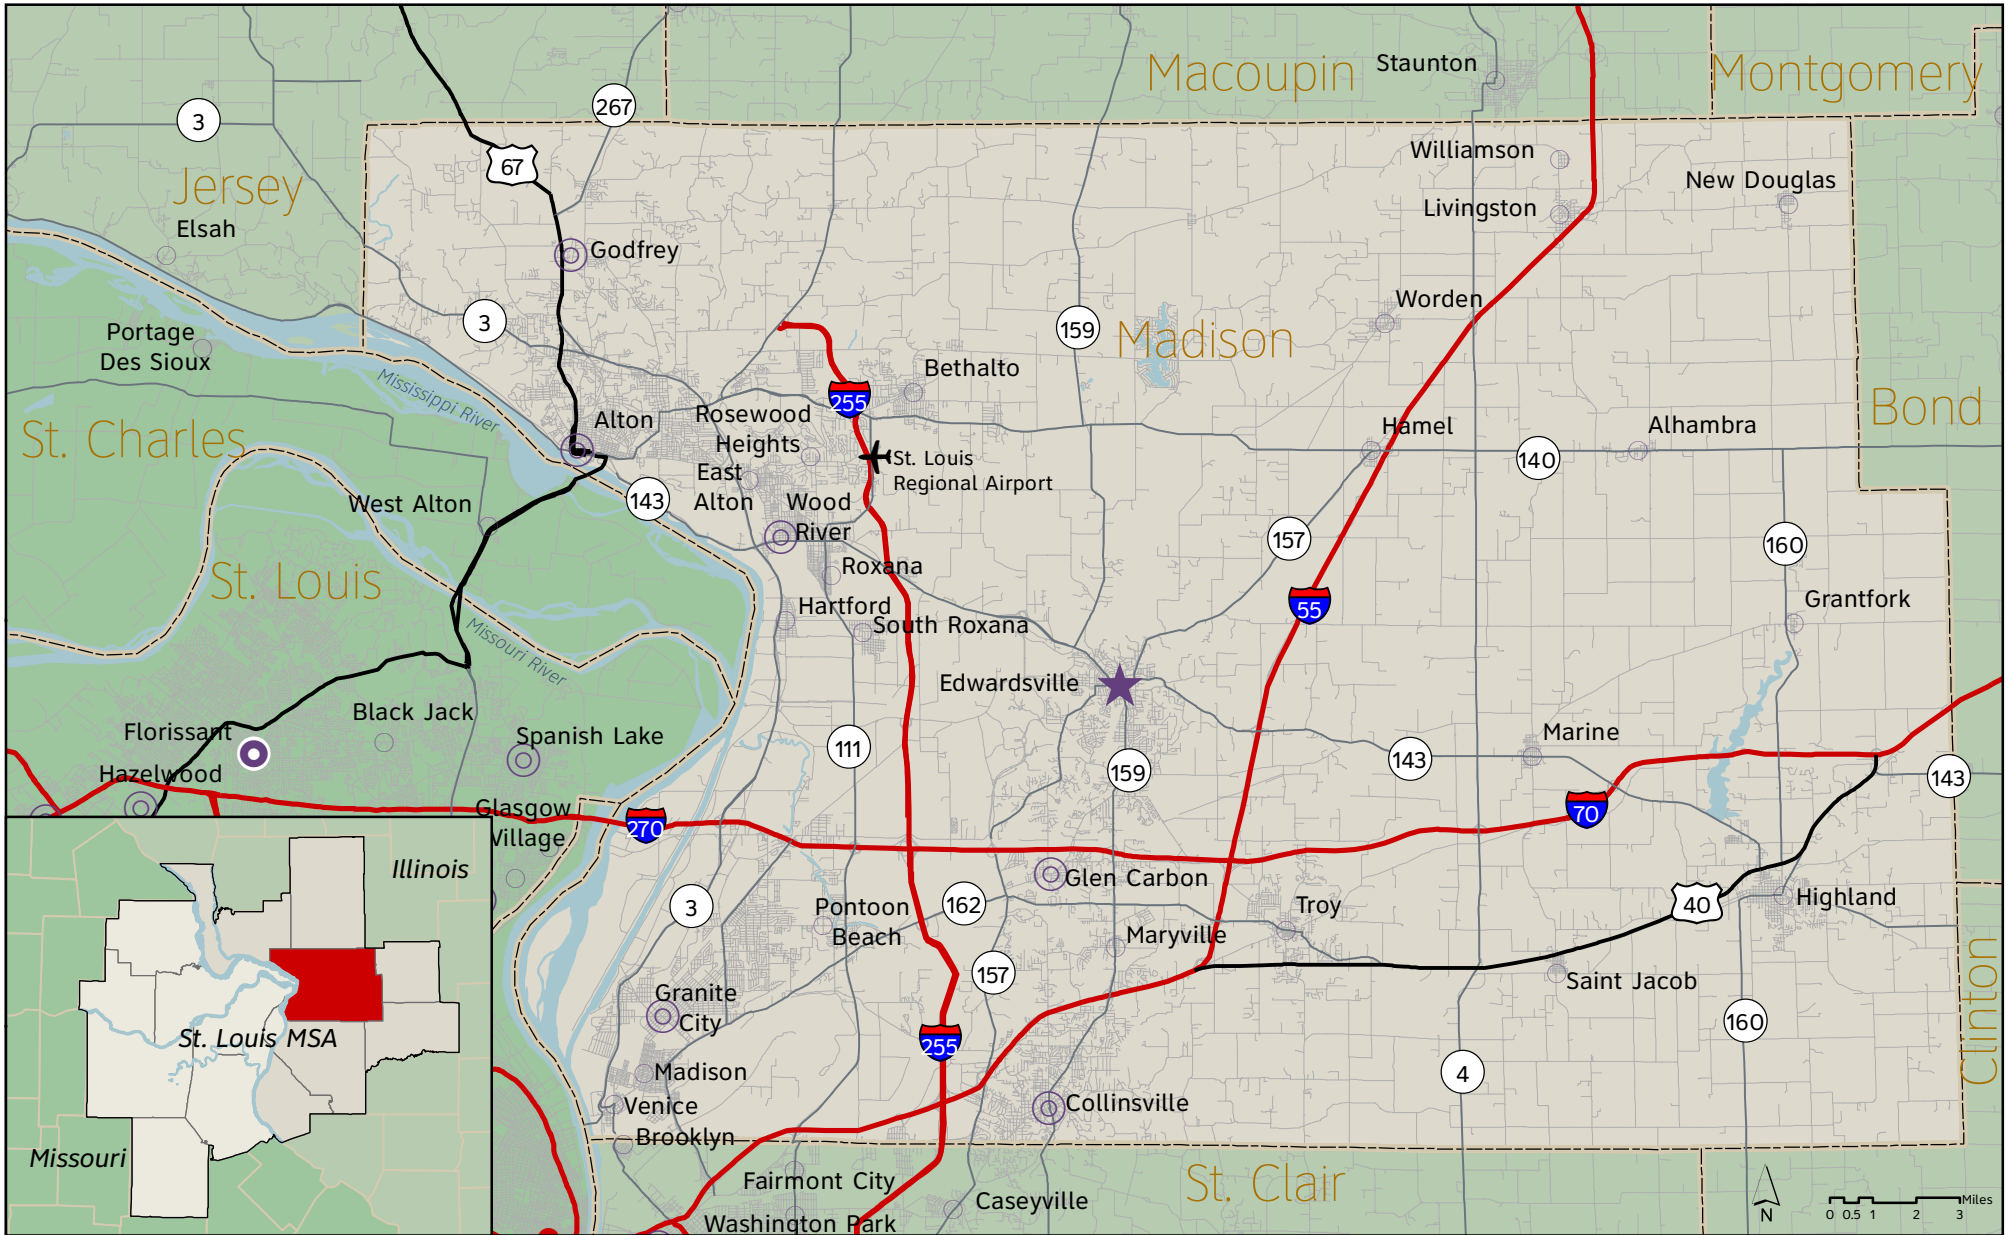 Macoupin
Staunton
Montgomery
267
3
Williamson
67
Jersey
New Douglas
Livingston
Elsah
Godfrey
Worden
3
159
Madison
Portage
Des Sioux
Bethalto
Mississippi River
255
Bond
Rosewood
Heights
Alton
Hamel
Alhambra
St. Charles
St. Louis
Regional Airport
140
East
Alton
143
West Alton
Wood
River
157
160
Roxana
St. Louis
Grantfork
55
Hartford
South Roxana
Missouri River
Edwardsville
Black Jack
Florissant
Spanish Lake
Marine
111
143
159
Hazelwood
143
Glasgow
Village
270
70
Illinois
Glen Carbon
Highland
3
162
40
Troy
Pontoon
Beach
Maryville
157
Saint Jacob
Granite
City
Clinton
160
St. Louis MSA
255
Madison
4
Venice
Collinsville
Brooklyn
Missouri
Fairmont City
St. Clair
Caseyville
Washington Park
N
Miles
0 0.5 1 2 3